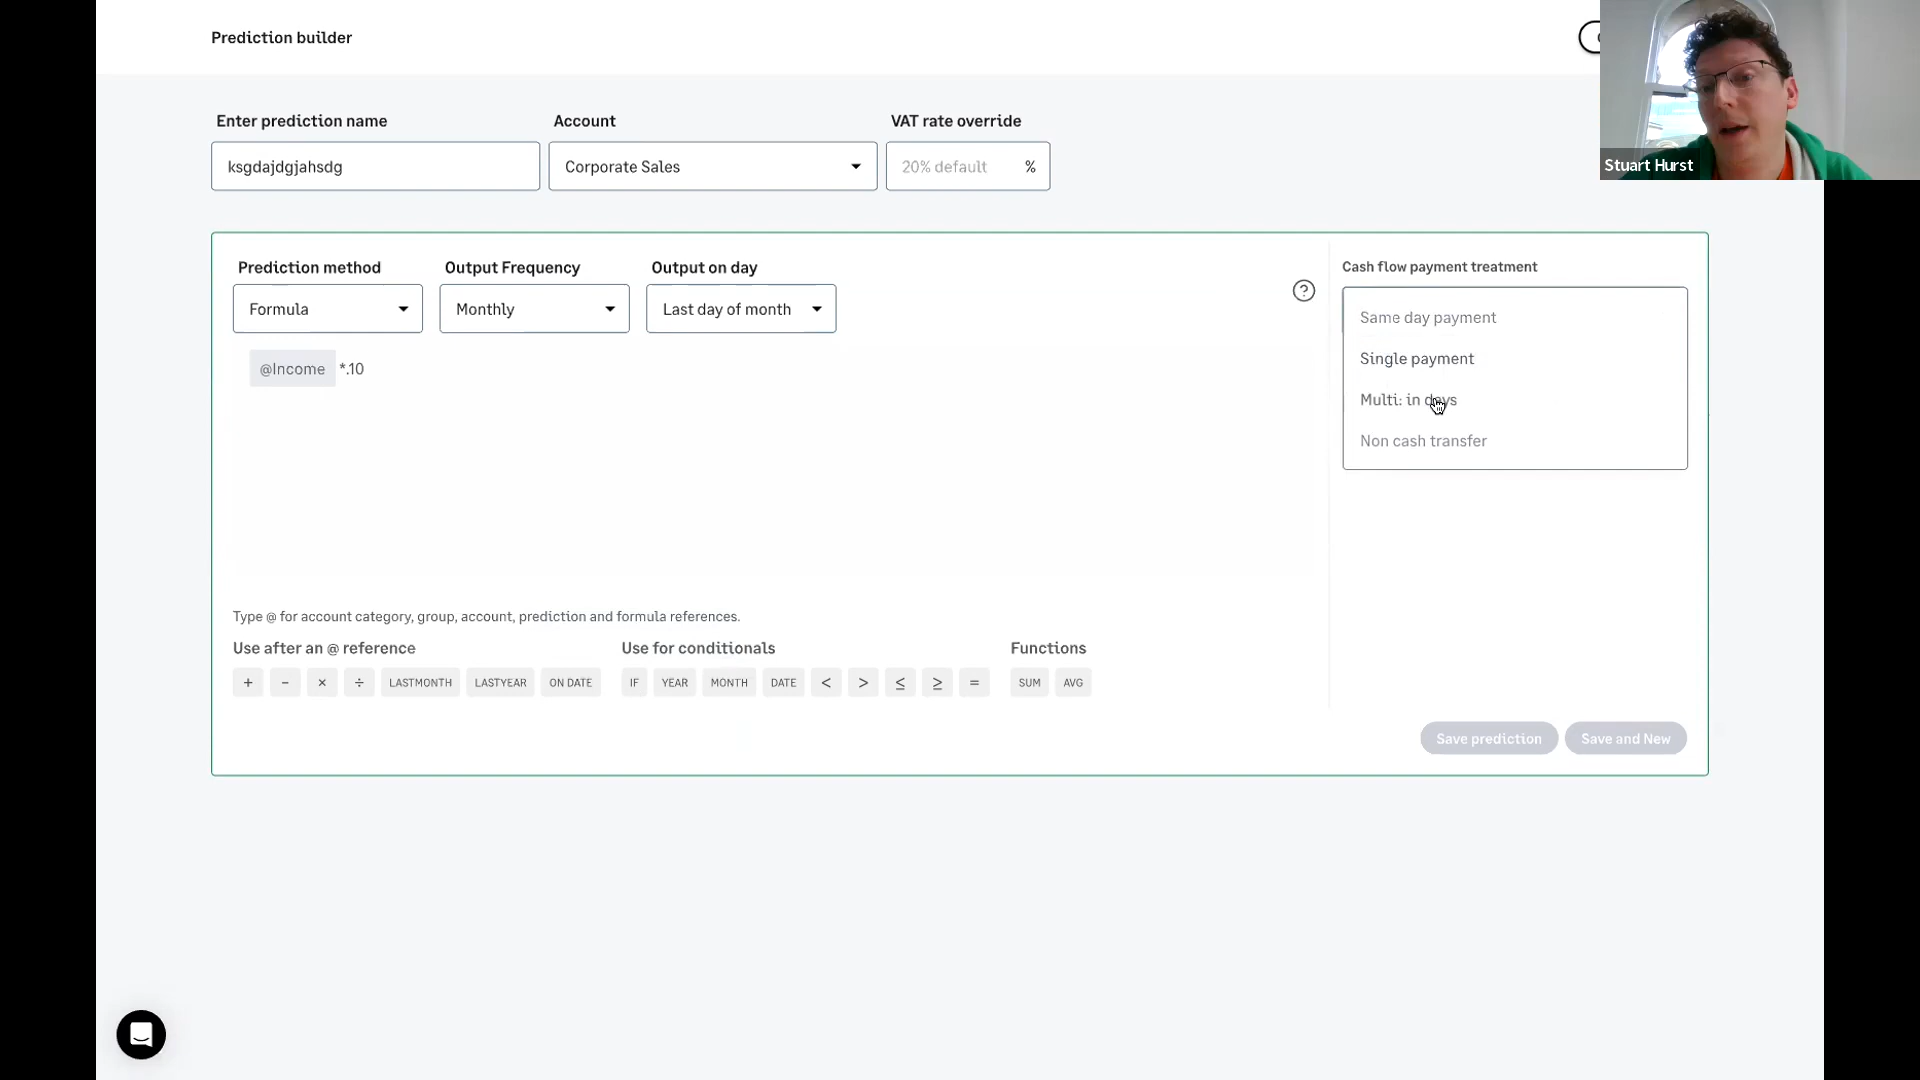 Prediction builder
Stuart Hurst
Enter prediction name
Account
VAT rate override
ksgdajdgjahsdg
Corporate Sales
20% default %
Prediction method
Output Frequency
Output on day
Formula
Monthly
Last day of month
@Income *.10
Cash flow payment treatment
Same day payment
Single payment
Multi: in days
Non cash transfer
Type @ for account category, group, account, prediction and formula references.
Use after an @ reference
Use for conditionals
Functions
+ − × ÷ LASTMONTH LASTYEAR ON DATE
IF YEAR MONTH DATE < > ≤ ≥ =
SUM AVG
Save prediction
Save and New